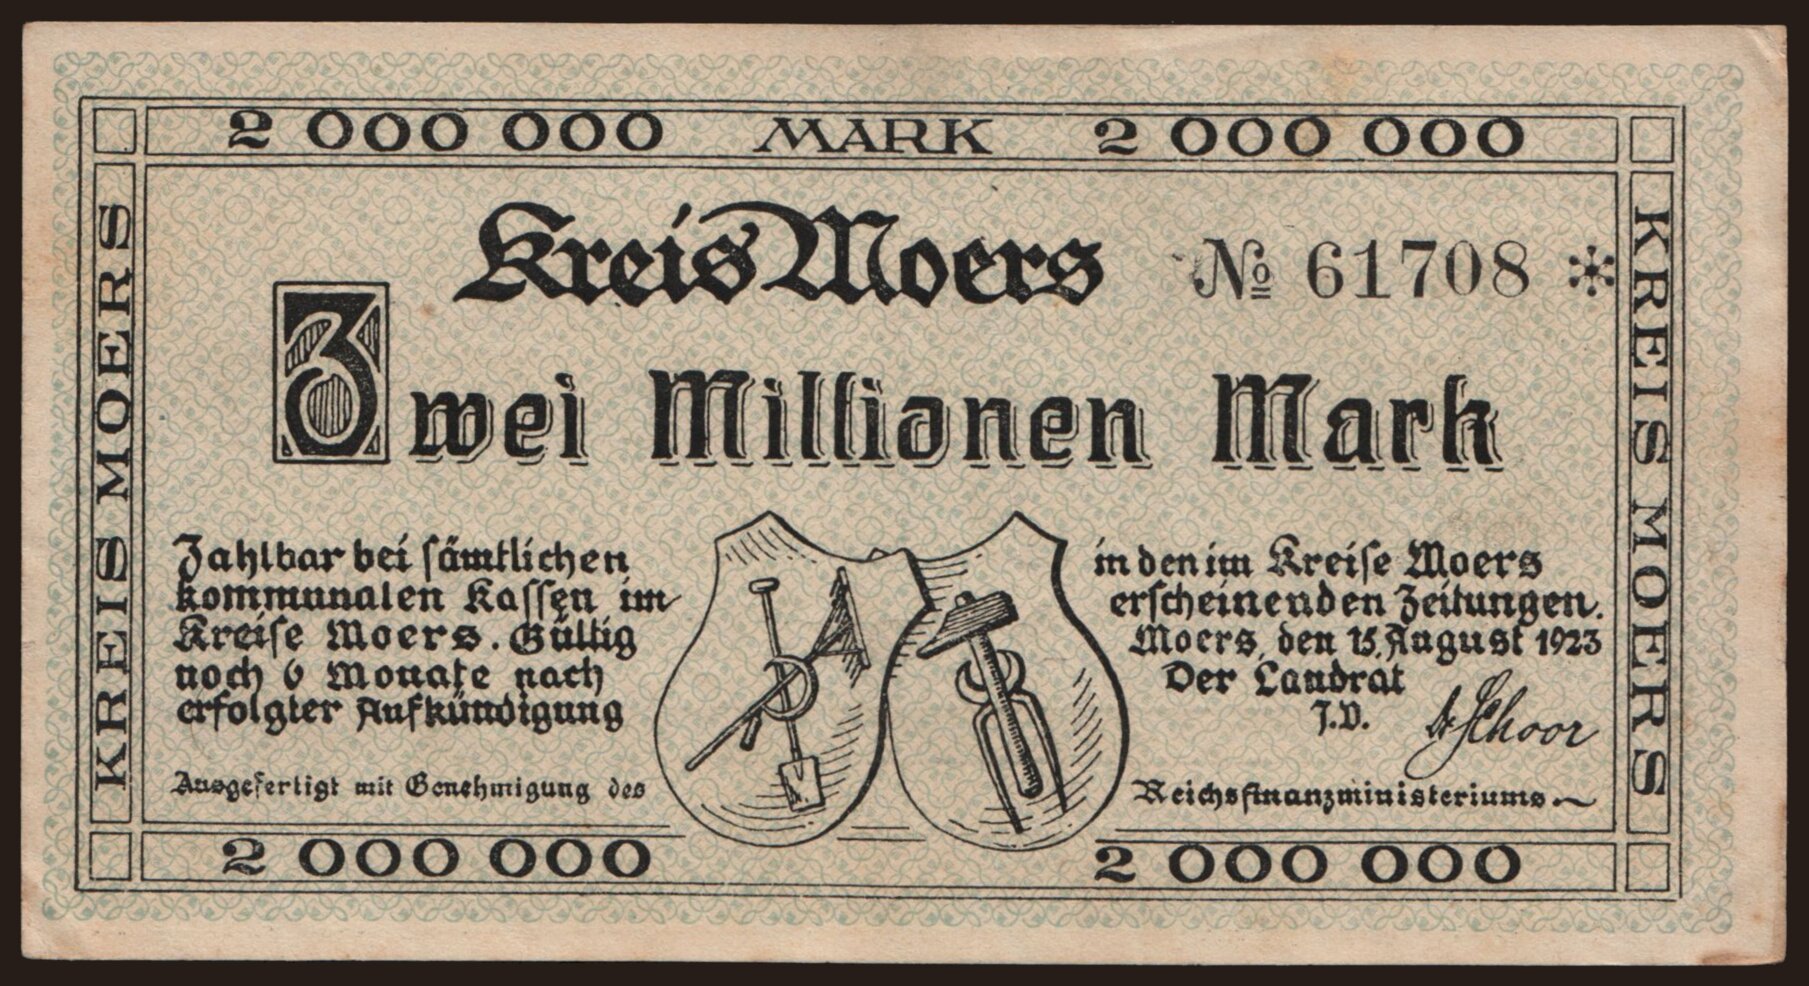 2 000 000 MARK 2 000 000
KREIS MOERS
KREIS MOERS
Kreis Moers
№ 61708 *
Zwei Millionen Mark
Zahlbar bei sämtlichen
kommunalen Kassen im
Kreise Moers. Gültig
noch 6 Monate nach
erfolgter Aufkündigung
in den im Kreise Moers
erscheinenden Zeitungen.
Moers, den 15. August 1923
Der Landrat
J.V.
Schoor
Ausgefertigt mit Genehmigung des
Reichsfinanzministeriums.
2 000 000
2 000 000